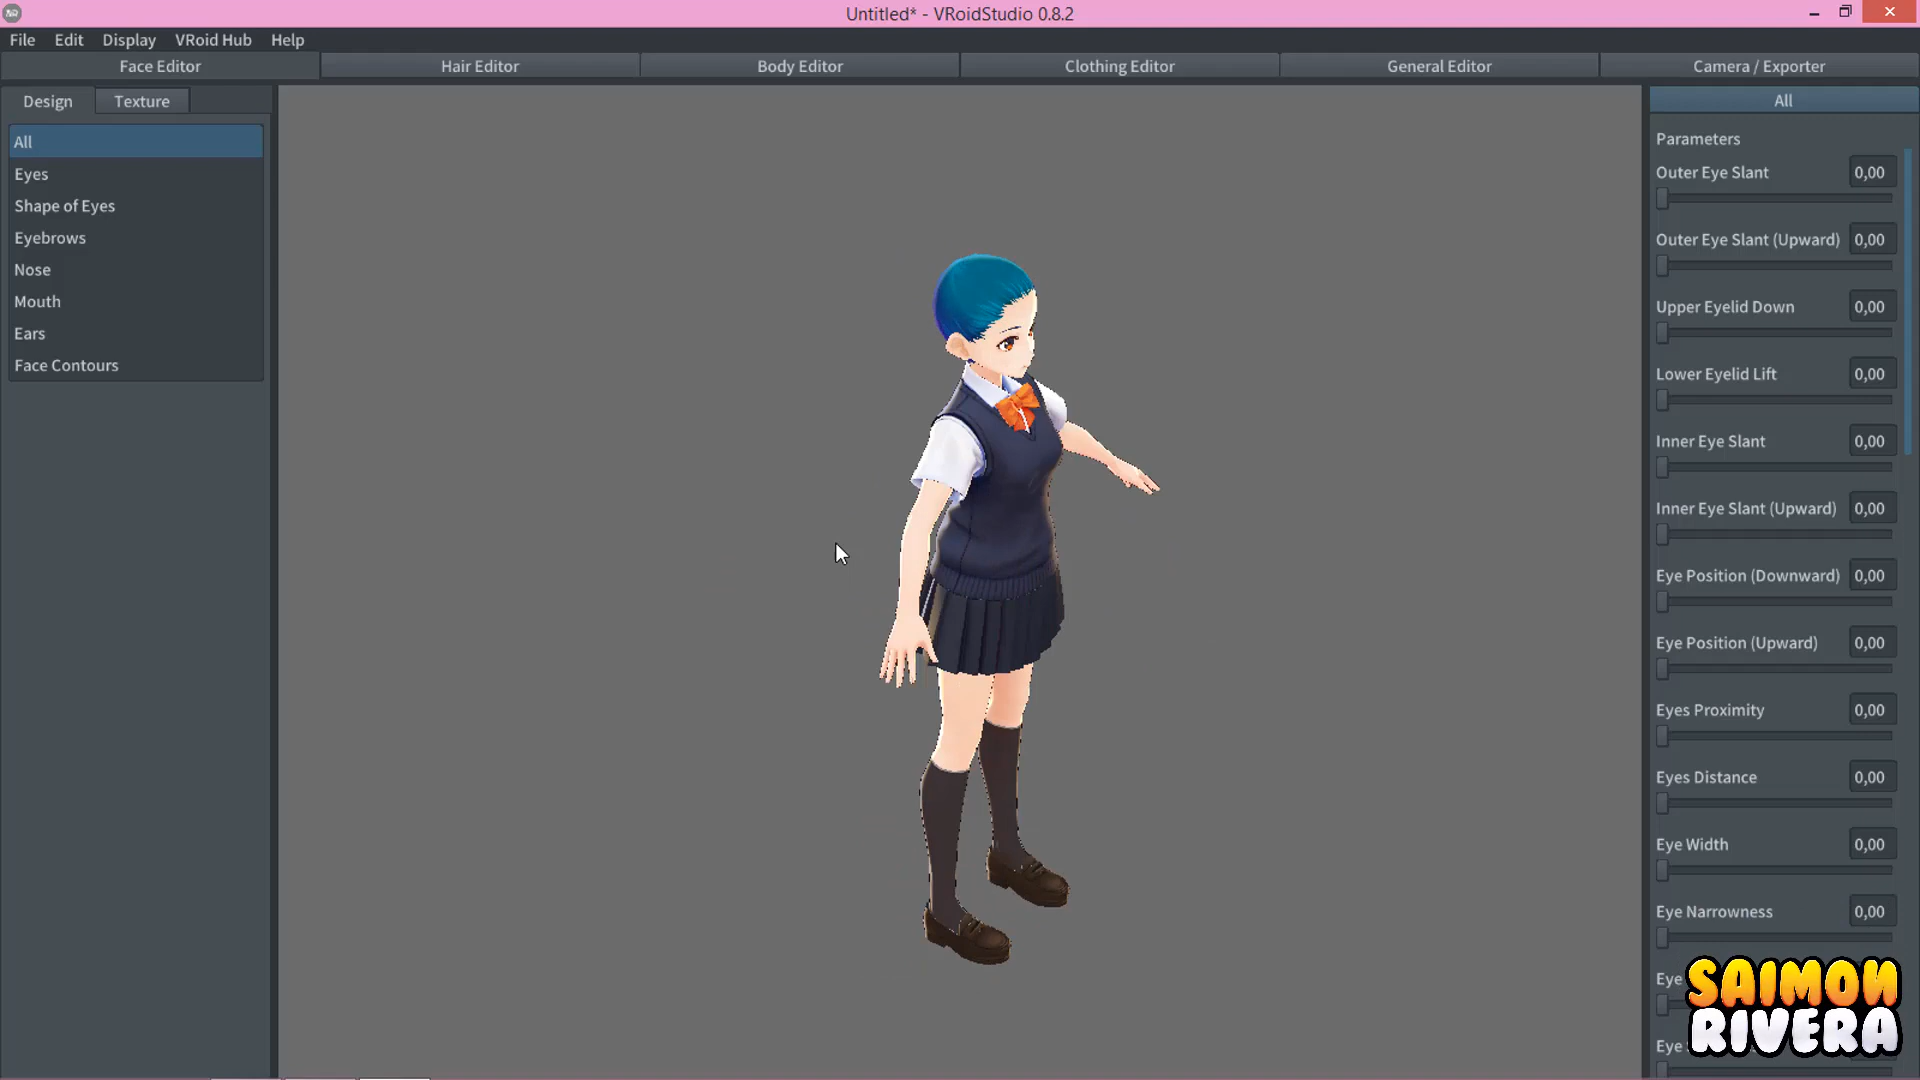 Untitled* - VRoidStudio 0.8.2
File Edit Display VRoid Hub Help
Face Editor Hair Editor Body Editor Clothing Editor General Editor Camera / Exporter
Design Texture
All
Eyes
Shape of Eyes
Eyebrows
Nose
Mouth
Ears
Face Contours
All
Parameters
Outer Eye Slant 0,00
Outer Eye Slant (Upward) 0,00
Upper Eyelid Down 0,00
Lower Eyelid Lift 0,00
Inner Eye Slant 0,00
Inner Eye Slant (Upward) 0,00
Eye Position (Downward) 0,00
Eye Position (Upward) 0,00
Eyes Proximity 0,00
Eyes Distance 0,00
Eye Width 0,00
Eye Narrowness 0,00
Eye
Eye
SAIMON
RIVERA